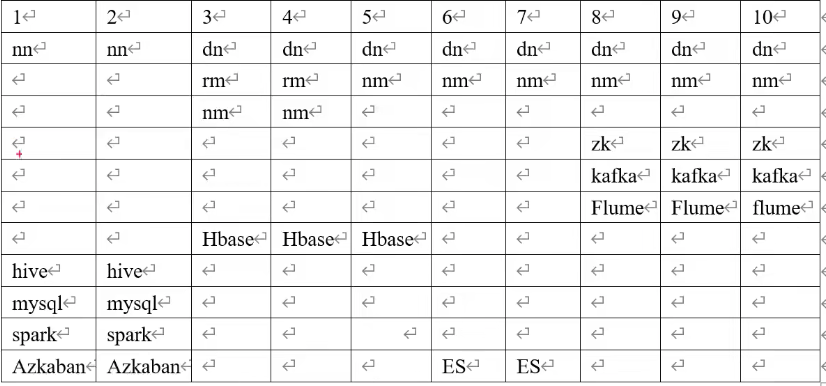 1 2 3 4 5 6 7 8 9 10
nn nn dn dn dn dn dn dn dn dn
rm rm nm nm nm nm nm nm
nm nm
zk zk zk
kafka kafka kafka
Flume Flume flume
Hbase Hbase Hbase
hive hive
mysql mysql
spark spark
Azkaban Azkaban ES ES